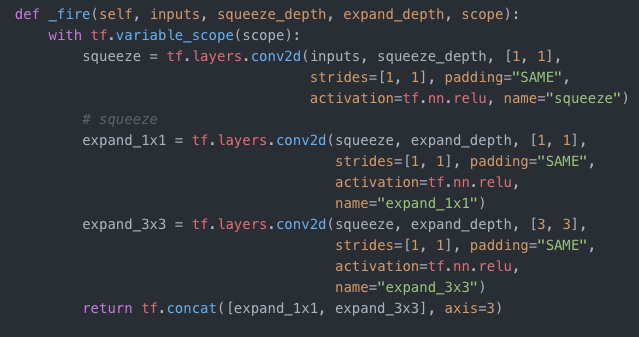 def _fire(self, inputs, squeeze_depth, expand_depth, scope):
    with tf.variable_scope(scope):
        squeeze = tf.layers.conv2d(inputs, squeeze_depth, [1, 1],
                                   strides=[1, 1], padding="SAME",
                                   activation=tf.nn.relu, name="squeeze")
        # squeeze
        expand_1x1 = tf.layers.conv2d(squeeze, expand_depth, [1, 1],
                                      strides=[1, 1], padding="SAME",
                                      activation=tf.nn.relu,
                                      name="expand_1x1")
        expand_3x3 = tf.layers.conv2d(squeeze, expand_depth, [3, 3],
                                      strides=[1, 1], padding="SAME",
                                      activation=tf.nn.relu,
                                      name="expand_3x3")
        return tf.concat([expand_1x1, expand_3x3], axis=3)